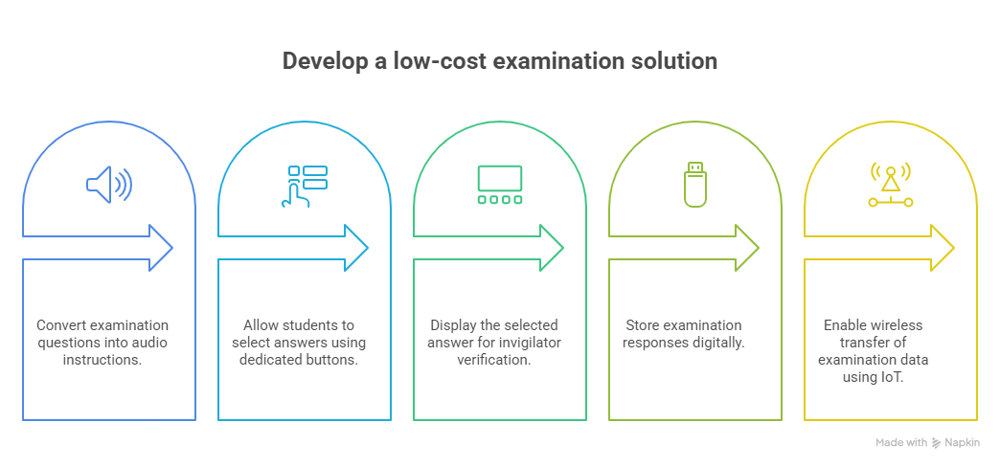 Develop a low-cost examination solution
Convert examination
questions into audio
instructions.
Allow students to
select answers using
dedicated buttons.
Display the selected
answer for invigilator
verification.
Store examination
responses digitally.
Enable wireless
transfer of
examination data
using IoT.
Made with Napkin